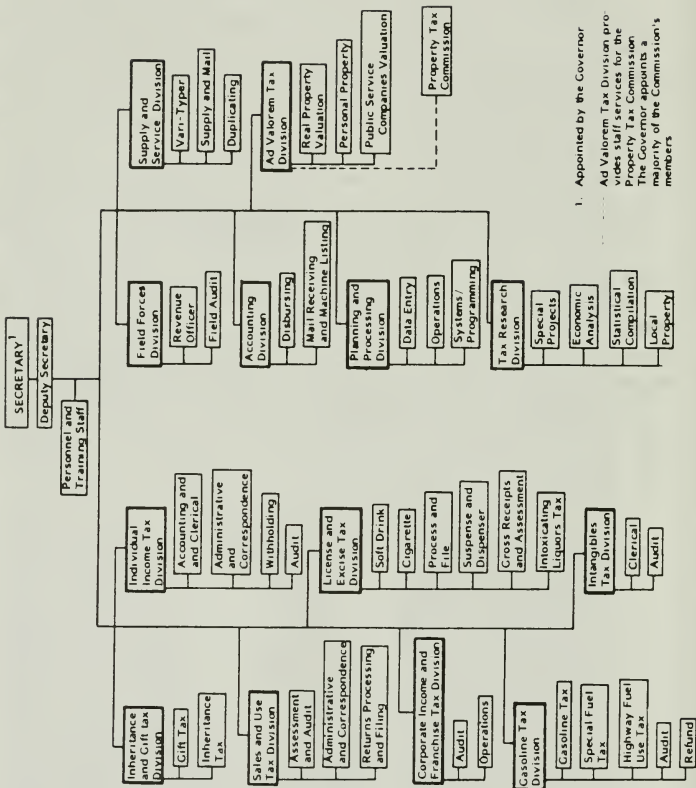 SECRETARY1
Deputy Secretary
Personnel and
Training Staff
Inheritance
and Gift tax
Division
Gift Tax
Inheritance
Tax
Sales and Use
Tax Division
Assessment
and Audit
Administrative
and Correspondence
Returns Processing
and Filing
Corporate Income and
Franchise Tax Division
Audit
Operations
Gasoline Tax
Division
Gasoline Tax
Special Fuel
Tax
Highway Fuel
Use Tax
Audit
Refund
Individual
Income Tax
Division
Accounting and
and Clerical
Administrative
and
Correspondence
Withholding
Audit
License and
Excise Tax
Division
Soft Drink
Cigarette
Process and
File
Suspense and
Dispenser
Gross Receipts
and Assessment
Intoxicating
Liquors Tax
Intangibles
Tax Division
Clerical
Audit
Field Forces
Division
Revenue
Officer
Field Audit
Accounting
Division
Disbursing
Mail Receiving
and Machine Listing
Planning and
Processing
Division
Data Entry
Operations
Systems/
Programming
Tax Research
Division
Special
Projects
Economic
Analysis
Statistical
Compilation
Local
Property
Supply and
Service Division
Vari-Typer
Supply and Mail
Duplicating
Ad Valorem Tax
Division
Real Property
Valuation
Personal Property
Public Service
Companies Valuation
Property Tax
Commission
1. Appointed by the Governor
Ad Valorem Tax Division pro-
vides staff services for the
Property Tax Commission
The Governor appoints a
majority of the Commission's
members